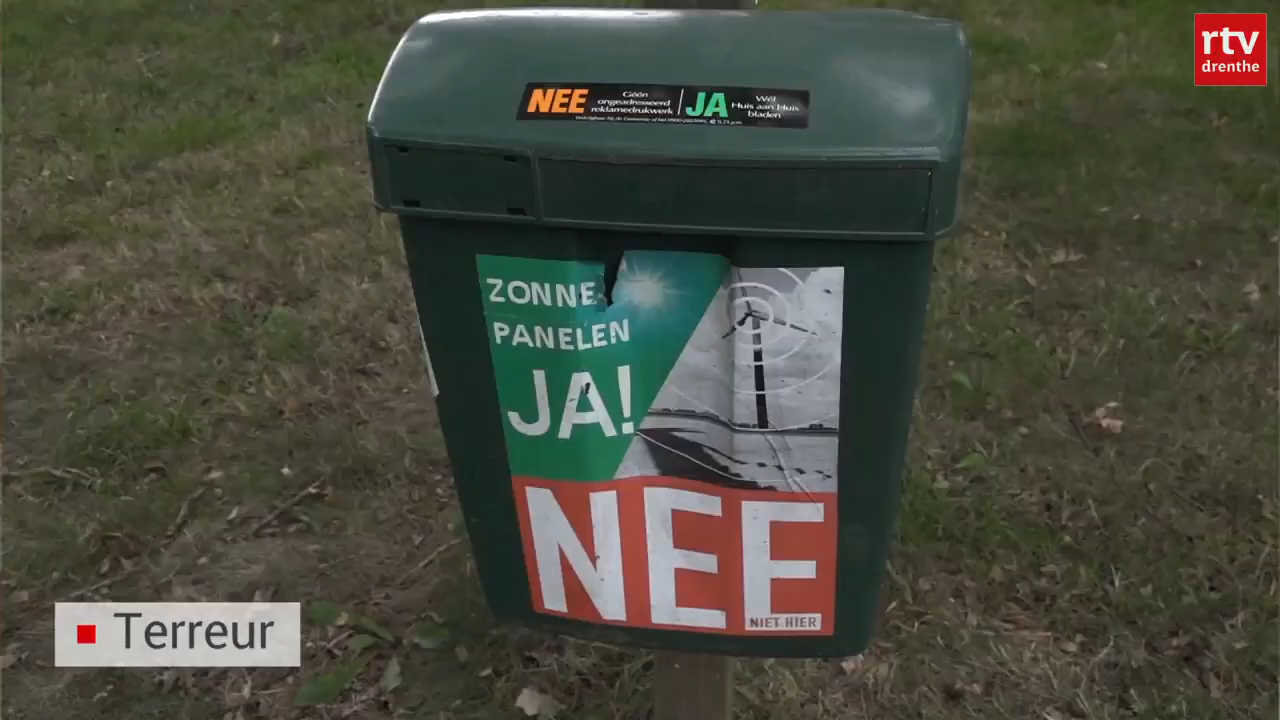 rtv
drenthe
NEE Géén ongeadresseerd reklamedrukwerk
JA Wél Huis aan Huis bladen
ZONNE
PANELEN
JA!
NEE
NIET HIER
Terreur